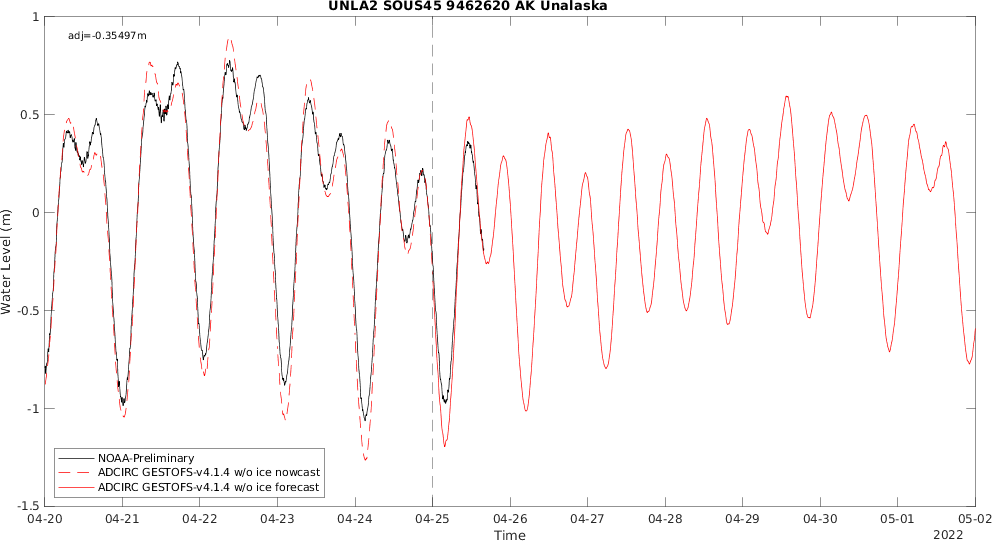 UNLA2 SOUS45 9462620 AK Unalaska
adj=-0.35497m
Water Level (m)
1
0.5
0
-0.5
-1
-1.5
NOAA-Preliminary
ADCIRC GESTOFS-v4.1.4 w/o ice nowcast
ADCIRC GESTOFS-v4.1.4 w/o ice forecast
04-20 04-21 04-22 04-23 04-24 04-25 04-26 04-27 04-28 04-29 04-30 05-01 05-02
Time
2022